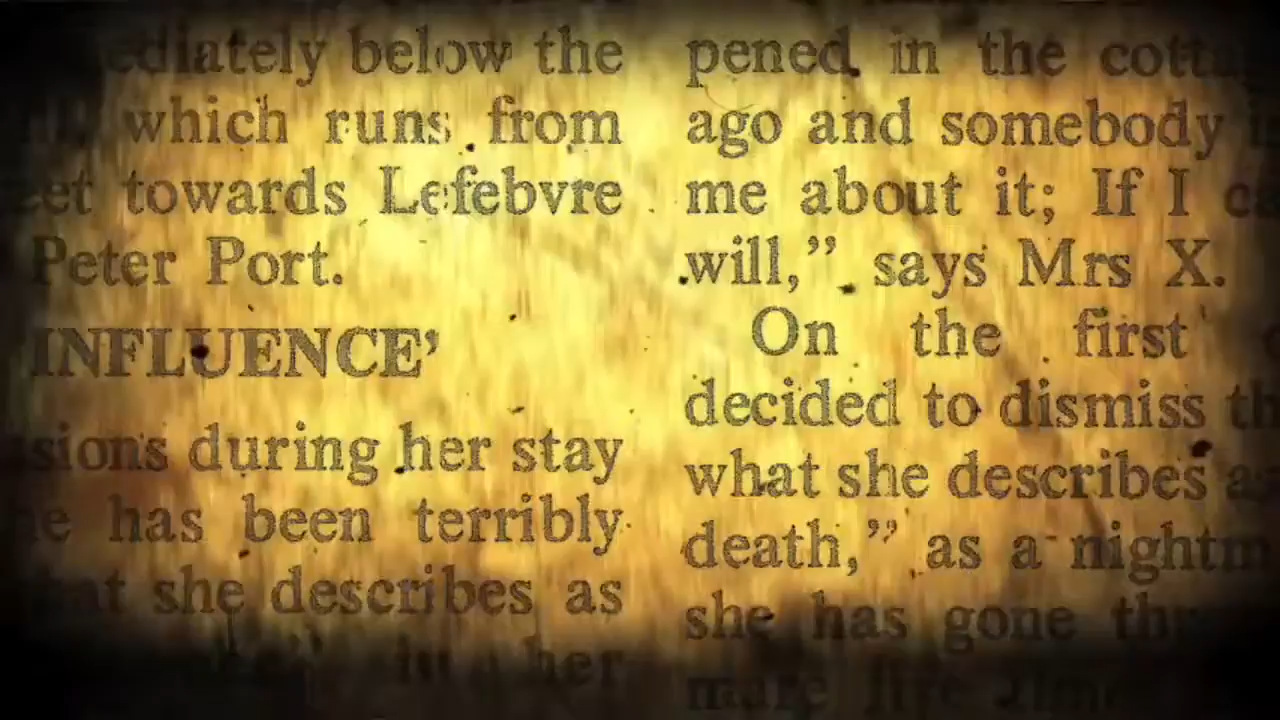 below the
which runs from
towards Lefebvre
Peter Port.
INFLUENCE’
during her stay
has been terribly
she describes as
her
pened in the
ago and somebody
me about it; If I
will,” says Mrs X.
On the first
decided to dismiss
what she describes as
death,” as a
she has gone